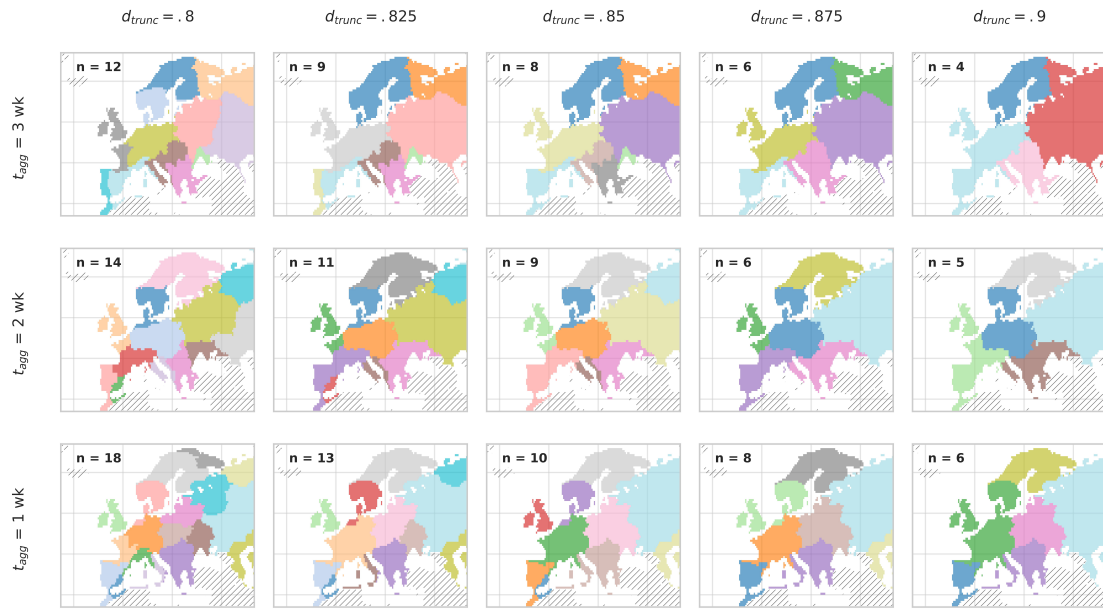 d_trunc = .8 d_trunc = .825 d_trunc = .85 d_trunc = .875 d_trunc = .9
t_agg = 3 wk
n = 12 n = 9 n = 8 n = 6 n = 4
t_agg = 2 wk
n = 14 n = 11 n = 9 n = 6 n = 5
t_agg = 1 wk
n = 18 n = 13 n = 10 n = 8 n = 6